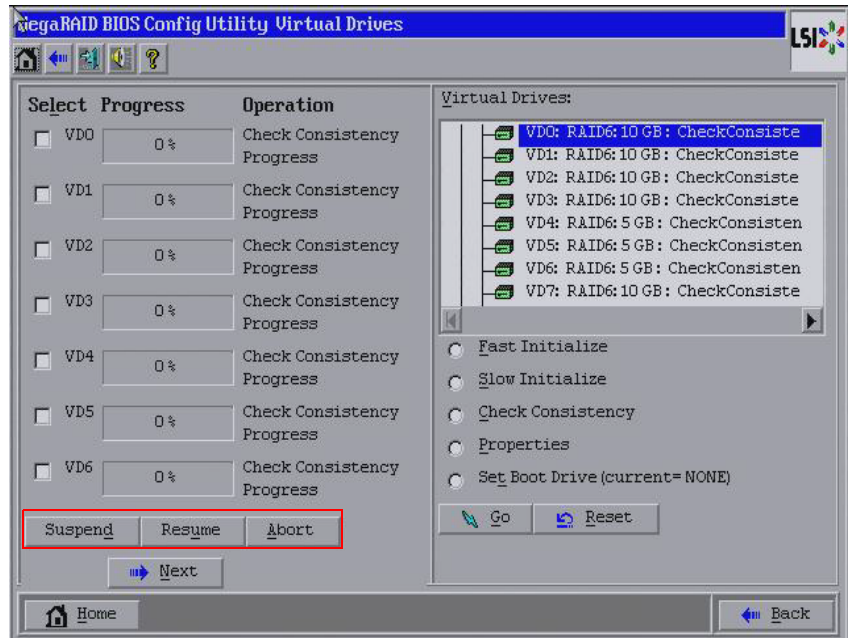 MegaRAID BIOS Config Utility Virtual Drives
LSI
Select Progress Operation
VD0 0 % Check Consistency
Progress
VD1 0 % Check Consistency
Progress
VD2 0 % Check Consistency
Progress
VD3 0 % Check Consistency
Progress
VD4 0 % Check Consistency
Progress
VD5 0 % Check Consistency
Progress
VD6 0 % Check Consistency
Progress
Suspend Resume Abort
Next
Virtual Drives:
VD0: RAID6: 10 GB: CheckConsiste
VD1: RAID6: 10 GB: CheckConsiste
VD2: RAID6: 10 GB: CheckConsiste
VD3: RAID6: 10 GB: CheckConsiste
VD4: RAID6: 5 GB: CheckConsisten
VD5: RAID6: 5 GB: CheckConsisten
VD6: RAID6: 5 GB: CheckConsisten
VD7: RAID6: 10 GB: CheckConsiste
Fast Initialize
Slow Initialize
Check Consistency
Properties
Set Boot Drive (current= NONE)
Go Reset
Home Back